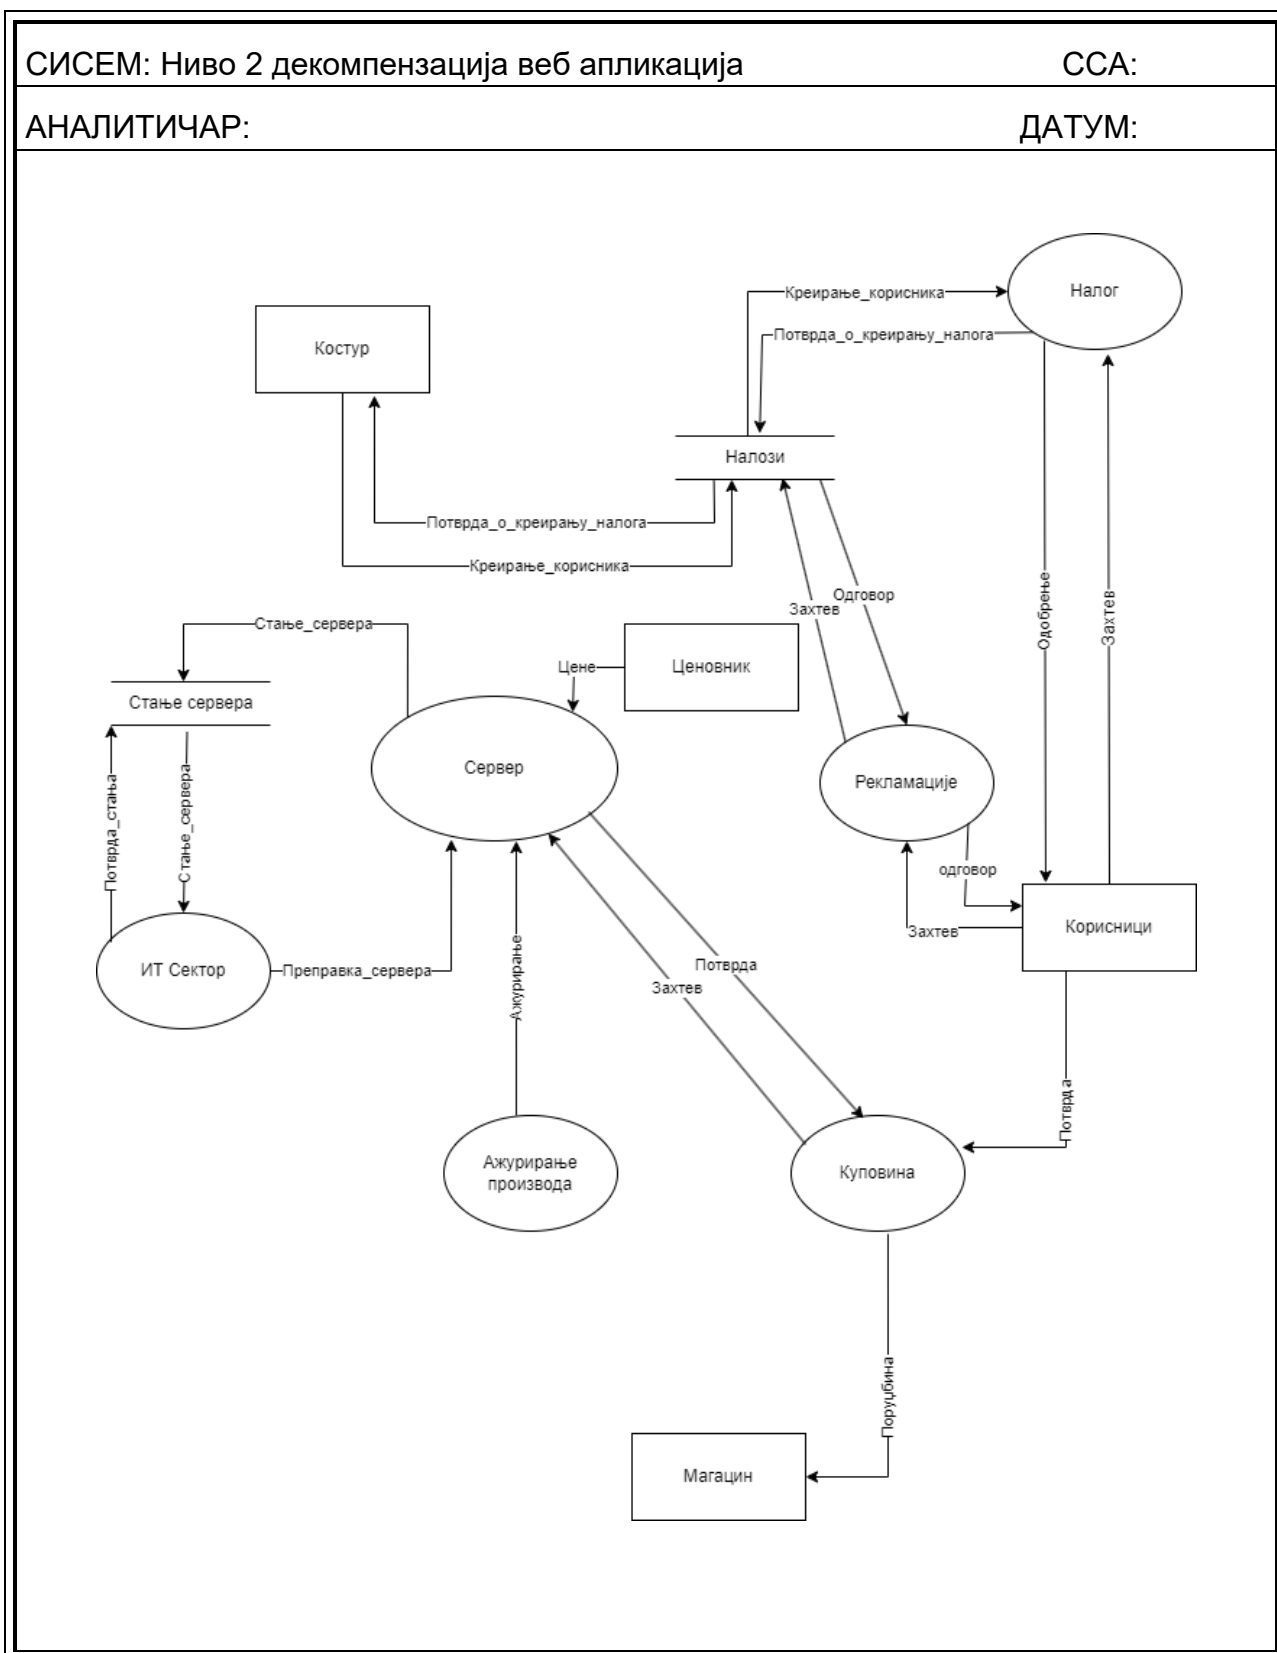 СИСЕМ: Ниво 2 декомпензација веб апликација ССА:
АНАЛИТИЧАР: ДАТУМ:
Налог
Креирање_корисника
Потврда_о_креирању_налога
Костур
Налози
Потврда_о_креирању_налога
Креирање_корисника
Захтев
Одговор
Одобрење
Захтев
Стање_сервера
Цене
Ценовник
Стање сервера
Сервер
Рекламације
Потврда_стања
Стање_сервера
одговор
Захтев
Корисници
ИТ Сектор
Преправка_сервера
Ажурирање
Потврда
Захтев
Потврда
Ажурирање
производа
Куповина
Поруџбина
Магацин